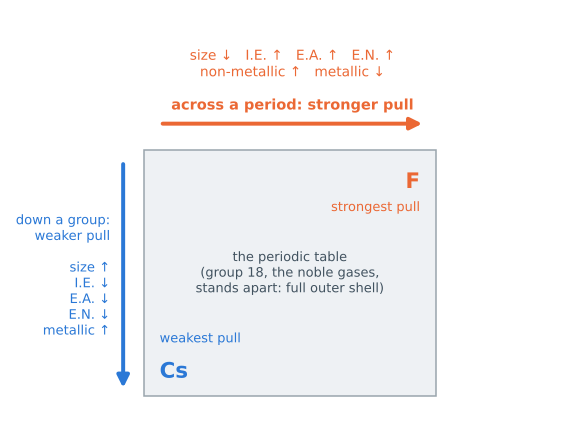 size ↓   I.E. ↑   E.A. ↑   E.N. ↑
non-metallic ↑   metallic ↓
across a period: stronger pull
F
strongest pull
down a group:
weaker pull
size ↑
I.E. ↓
E.A. ↓
E.N. ↓
metallic ↑
the periodic table
(group 18, the noble gases,
stands apart: full outer shell)
weakest pull
Cs